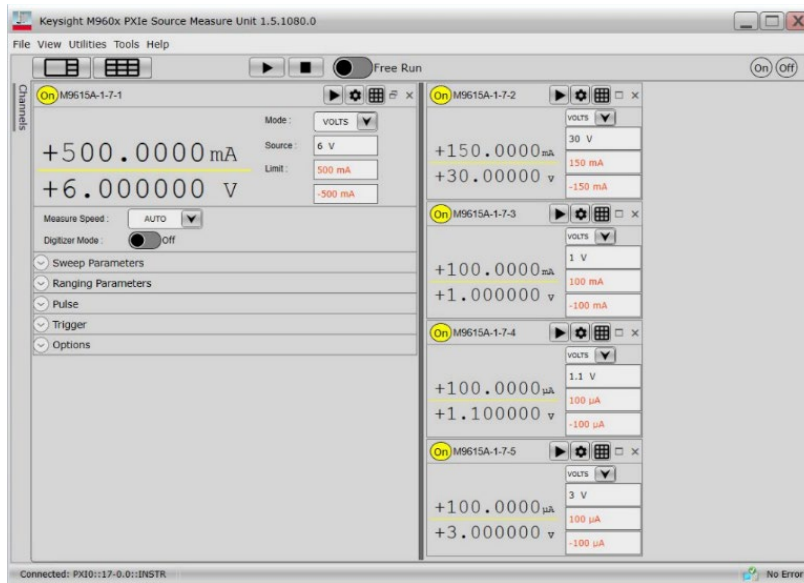 Keysight M960x PXIe Source Measure Unit 1.5.1080.0
File View Utilities Tools Help
Free Run
On Off
Channels
On M9615A-1-7-1
+500.0000 mA
+6.000000 V
Mode : VOLTS
Source : 6 V
Limit : 500 mA
-500 mA
Measure Speed : AUTO
Digitizer Mode : Off
Sweep Parameters
Ranging Parameters
Pulse
Trigger
Options
On M9615A-1-7-2
+150.0000 mA
+30.00000 V
VOLTS
30 V
150 mA
-150 mA
On M9615A-1-7-3
+100.0000 mA
+1.000000 V
VOLTS
1 V
100 mA
-100 mA
On M9615A-1-7-4
+100.0000 µA
+1.100000 V
VOLTS
1.1 V
100 µA
-100 µA
On M9615A-1-7-5
+100.0000 µA
+3.000000 V
VOLTS
3 V
100 µA
-100 µA
Connected: PXI0::17-0.0::INSTR
No Error